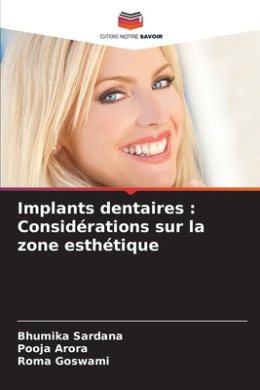 EDITIONS NOTRE SAVOIR
Implants dentaires :
Considérations sur la
zone esthétique
Bhumika Sardana
Pooja Arora
Roma Goswami